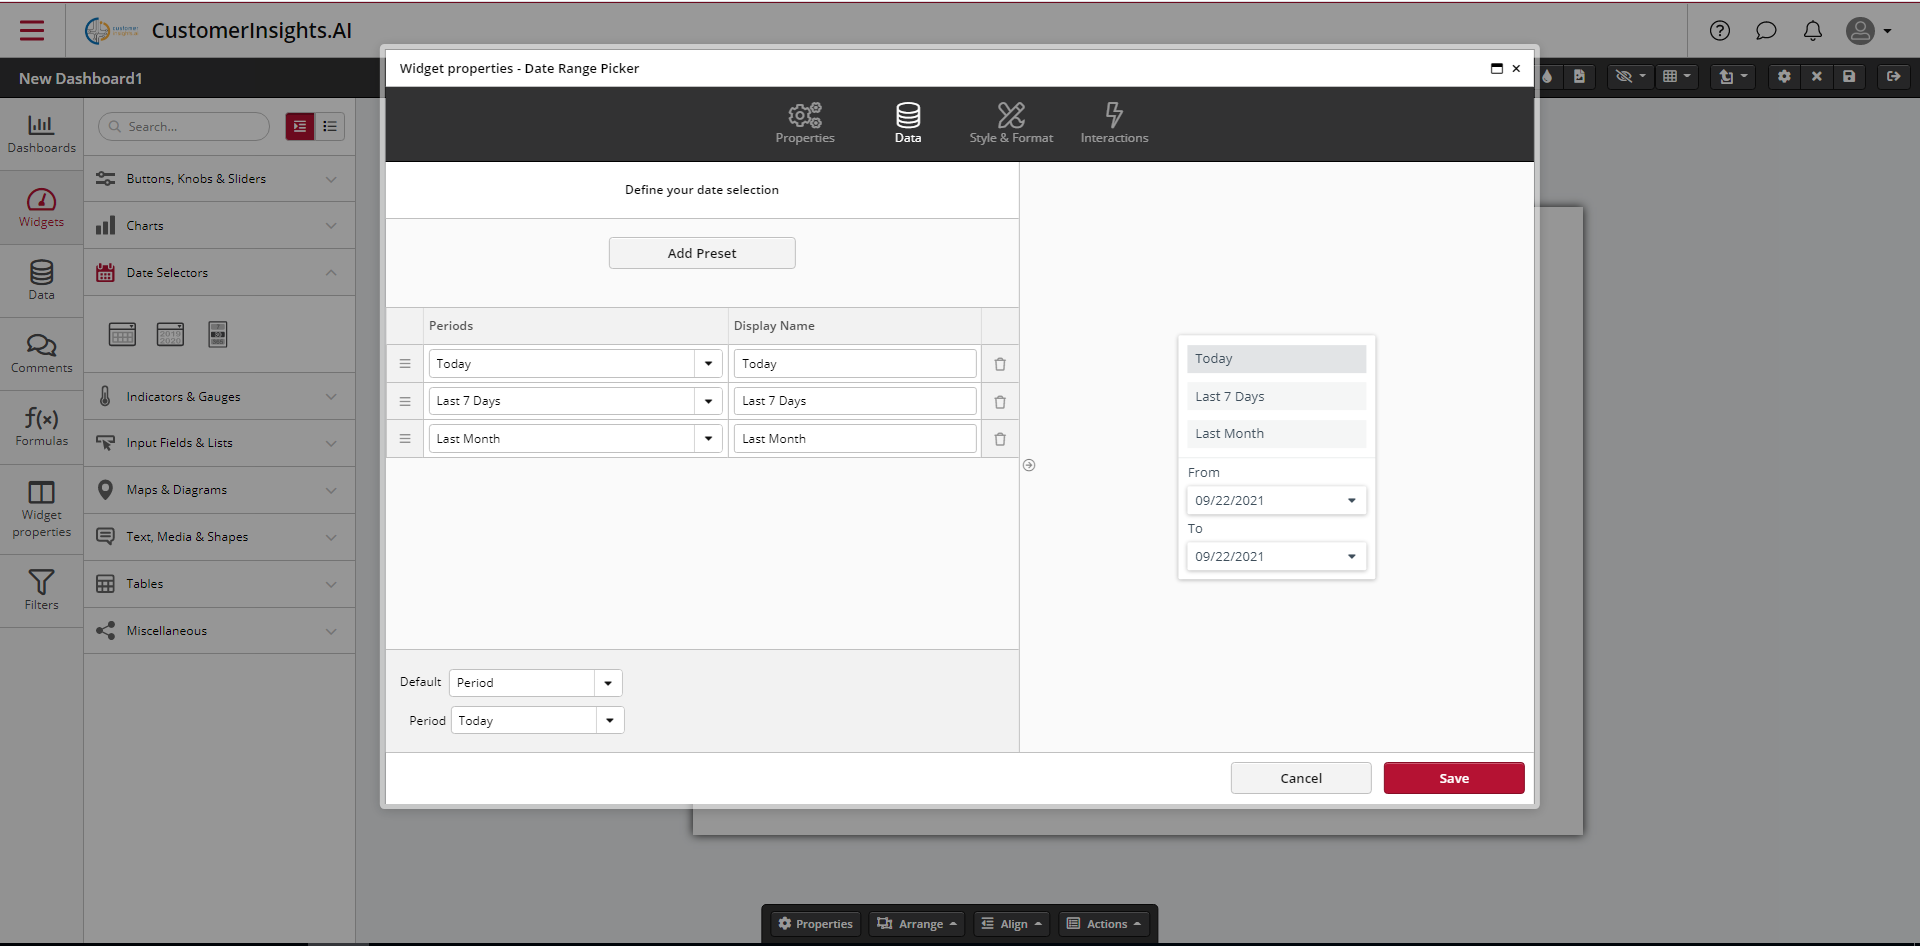 CustomerInsights.AI
New Dashboard1
Dashboards
Widgets
Data
Comments
f(x)
Formulas
Widget
properties
Filters
Search...
Buttons, Knobs & Sliders
Charts
Date Selectors
Indicators & Gauges
Input Fields & Lists
Maps & Diagrams
Text, Media & Shapes
Tables
Miscellaneous
Widget properties - Date Range Picker
Properties
Data
Style & Format
Interactions
Define your date selection
Add Preset
Periods Display Name
Today Today
Last 7 Days Last 7 Days
Last Month Last Month
Default Period
Period Today
Today
Last 7 Days
Last Month
From
09/22/2021
To
09/22/2021
Cancel Save
Properties Arrange Align Actions